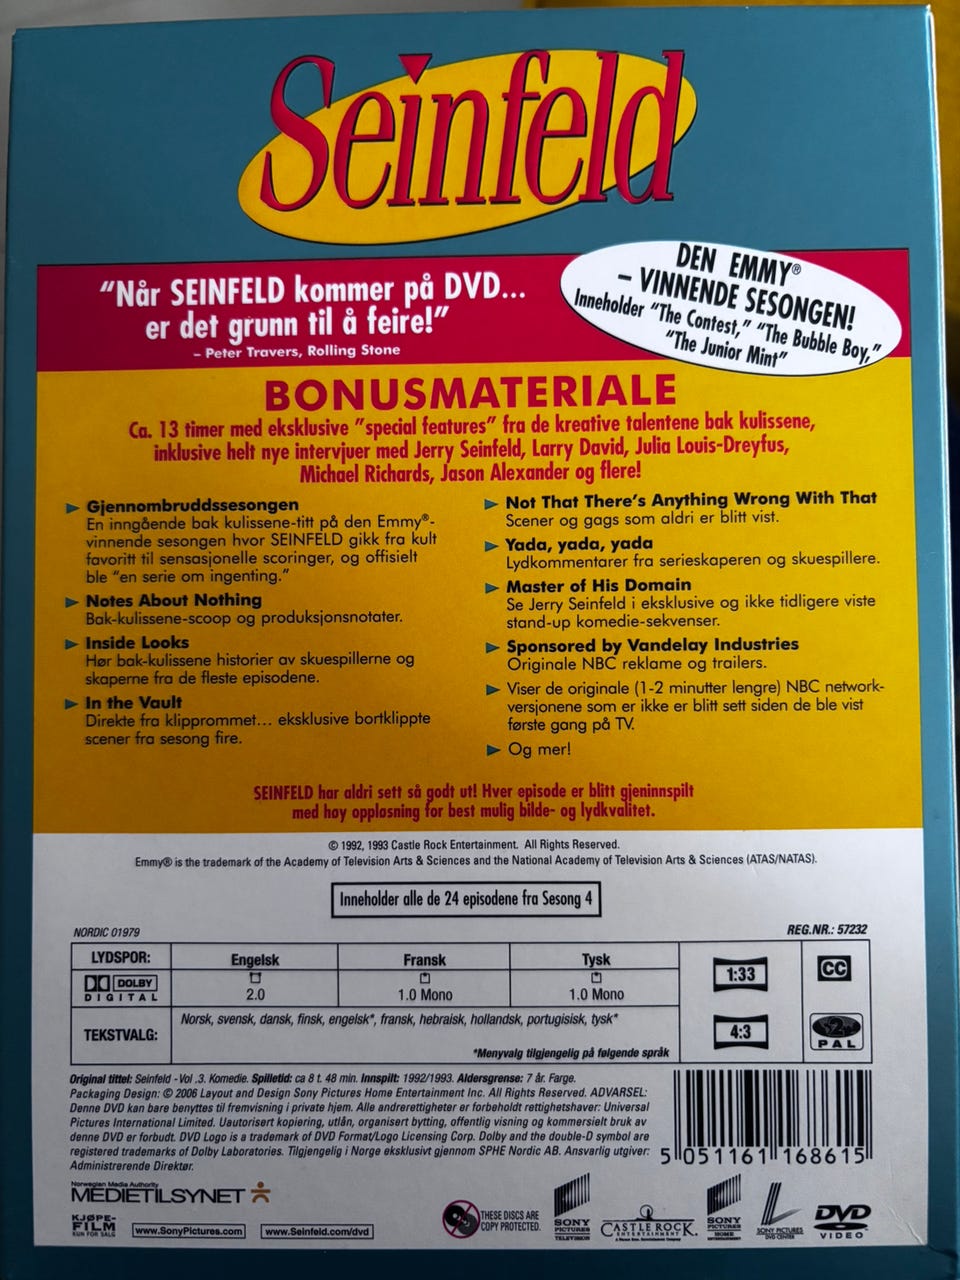 Seinfeld
"Når SEINFELD kommer på DVD...
er det grunn til å feire!"
– Peter Travers, Rolling Stone
DEN EMMY®
– VINNENDE SESONGEN!
Inneholder "The Contest," "The Bubble Boy,"
"The Junior Mint"
BONUSMATERIALE
Ca. 13 timer med eksklusive "special features" fra de kreative talentene bak kulissene,
inklusive helt nye intervjuer med Jerry Seinfeld, Larry David, Julia Louis-Dreyfus,
Michael Richards, Jason Alexander og flere!
Gjennombruddssesongen
En inngående bak kulissene-titt på den Emmy®-
vinnende sesongen hvor SEINFELD gikk fra kult
favoritt til sensasjonelle scoringer, og offisielt
ble "en serie om ingenting."
Notes About Nothing
Bak-kulissene-scoop og produksjonsnotater.
Inside Looks
Hør bak-kulissene historier av skuespillerne og
skaperne fra de fleste episodene.
In the Vault
Direkte fra klipprommet... eksklusive bortklippte
scener fra sesong fire.
Not That There's Anything Wrong With That
Scener og gags som aldri er blitt vist.
Yada, yada, yada
Lydkommentarer fra serieskaperen og skuespillere.
Master of His Domain
Se Jerry Seinfeld i eksklusive og ikke tidligere viste
stand-up komedie-sekvenser.
Sponsored by Vandelay Industries
Originale NBC reklame og trailers.
Viser de originale (1-2 minutter lengre) NBC network-
versjonene som er ikke er blitt sett siden de ble vist
første gang på TV.
Og mer!
SEINFELD har aldri sett så godt ut! Hver episode er blitt gjeninnspilt
med høy oppløsning for best mulig bilde- og lydkvalitet.
© 1992, 1993 Castle Rock Entertainment. All Rights Reserved.
Emmy® is the trademark of the Academy of Television Arts & Sciences and the National Academy of Television Arts & Sciences (ATAS/NATAS).
Inneholder alle de 24 episodene fra Sesong 4
NORDIC 01979
REG.NR.: 57232
LYDSPOR: Engelsk Fransk Tysk
DOLBY
DIGITAL 2.0 1.0 Mono 1.0 Mono
TEKSTVALG: Norsk, svensk, dansk, finsk, engelsk*, fransk, hebraisk, hollandsk, portugisisk, tysk*
*Menyvalg tilgjengelig på følgende språk
1:33
4:3
CC
2
PAL
Original tittel: Seinfeld - Vol .3. Komedie. Spilletid: ca 8 t. 48 min. Innspilt: 1992/1993. Aldersgrense: 7 år. Farge.
Packaging Design: © 2006 Layout and Design Sony Pictures Home Entertainment Inc. All Rights Reserved. ADVARSEL:
Denne DVD kan bare benyttes til fremvisning i private hjem. Alle andrerettigheter er forbeholdt rettighetshaver: Universal
Pictures International Limited. Uautorisert kopiering, utlån, organisert bytting, offentlig visning og kommersielt bruk av
denne DVD er forbudt. DVD Logo is a trademark of DVD Format/Logo Licensing Corp. Dolby and the double-D symbol are
registered trademarks of Dolby Laboratories. Tilgjengelig i Norge eksklusivt gjennom SPHE Nordic AB. Ansvarlig utgiver:
Administrerende Direktør.
5 051161 168615
Norwegian Media Authority
MEDIETILSYNET
KJØPE-
FILM
KUN FOR SALG
www.SonyPictures.com
www.Seinfeld.com/dvd
THESE DISCS ARE
COPY PROTECTED.
SONY
PICTURES
TELEVISION
CASTLE ROCK
ENTERTAINMENT
SONY
PICTURES
HOME
ENTERTAINMENT
SONY PICTURES
DVD CENTER
DVD
VIDEO